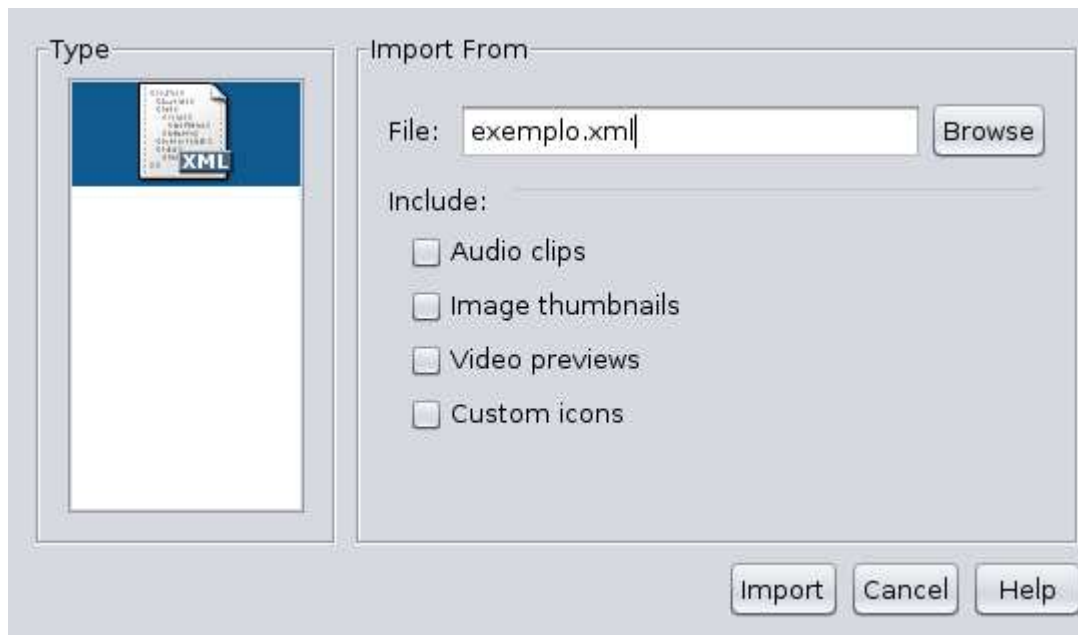 Type
XML
Import From
File: exemplo.xml Browse
Include:
Audio clips
Image thumbnails
Video previews
Custom icons
Import Cancel Help